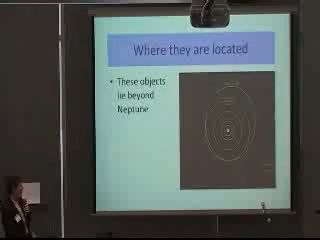 Where they are located
• These objects
lie beyond
Neptune